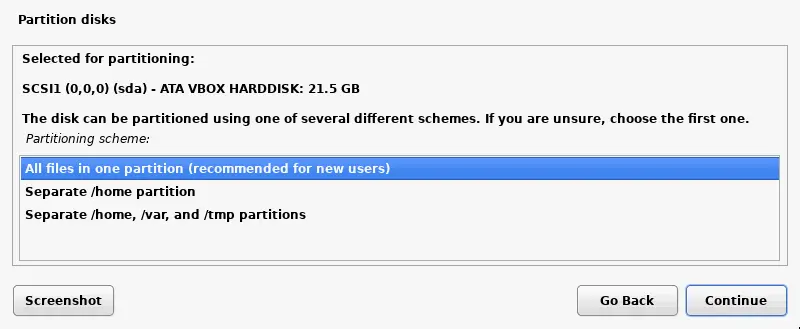 Partition disks
Selected for partitioning:
SCSI1 (0,0,0) (sda) - ATA VBOX HARDDISK: 21.5 GB
The disk can be partitioned using one of several different schemes. If you are unsure, choose the first one.
Partitioning scheme:
All files in one partition (recommended for new users)
Separate /home partition
Separate /home, /var, and /tmp partitions
Screenshot
Go Back
Continue